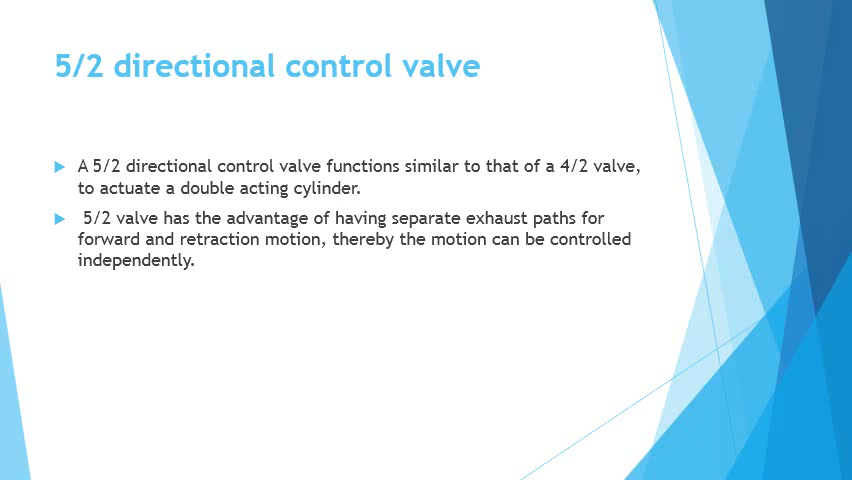 5/2 directional control valve
A 5/2 directional control valve functions similar to that of a 4/2 valve,
to actuate a double acting cylinder.
5/2 valve has the advantage of having separate exhaust paths for
forward and retraction motion, thereby the motion can be controlled
independently.